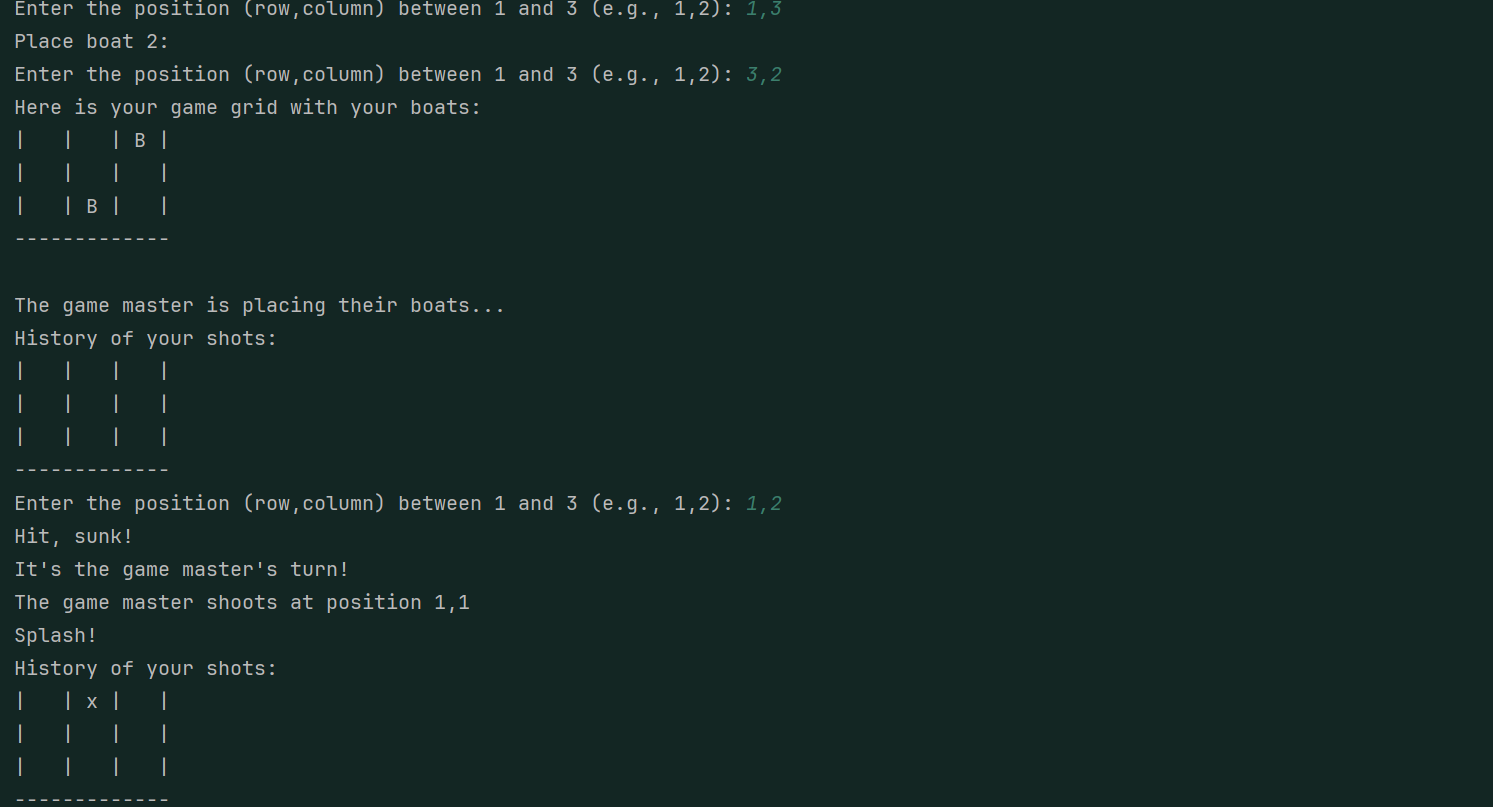 Enter the position (row,column) between 1 and 3 (e.g., 1,2): 1,3
Place boat 2:
Enter the position (row,column) between 1 and 3 (e.g., 1,2): 3,2
Here is your game grid with your boats:
|   |   | B |
|   |   |   |
|   | B |   |
-------------

The game master is placing their boats...
History of your shots:
|   |   |   |
|   |   |   |
|   |   |   |
-------------
Enter the position (row,column) between 1 and 3 (e.g., 1,2): 1,2
Hit, sunk!
It's the game master's turn!
The game master shoots at position 1,1
Splash!
History of your shots:
|   | x |   |
|   |   |   |
|   |   |   |
-------------